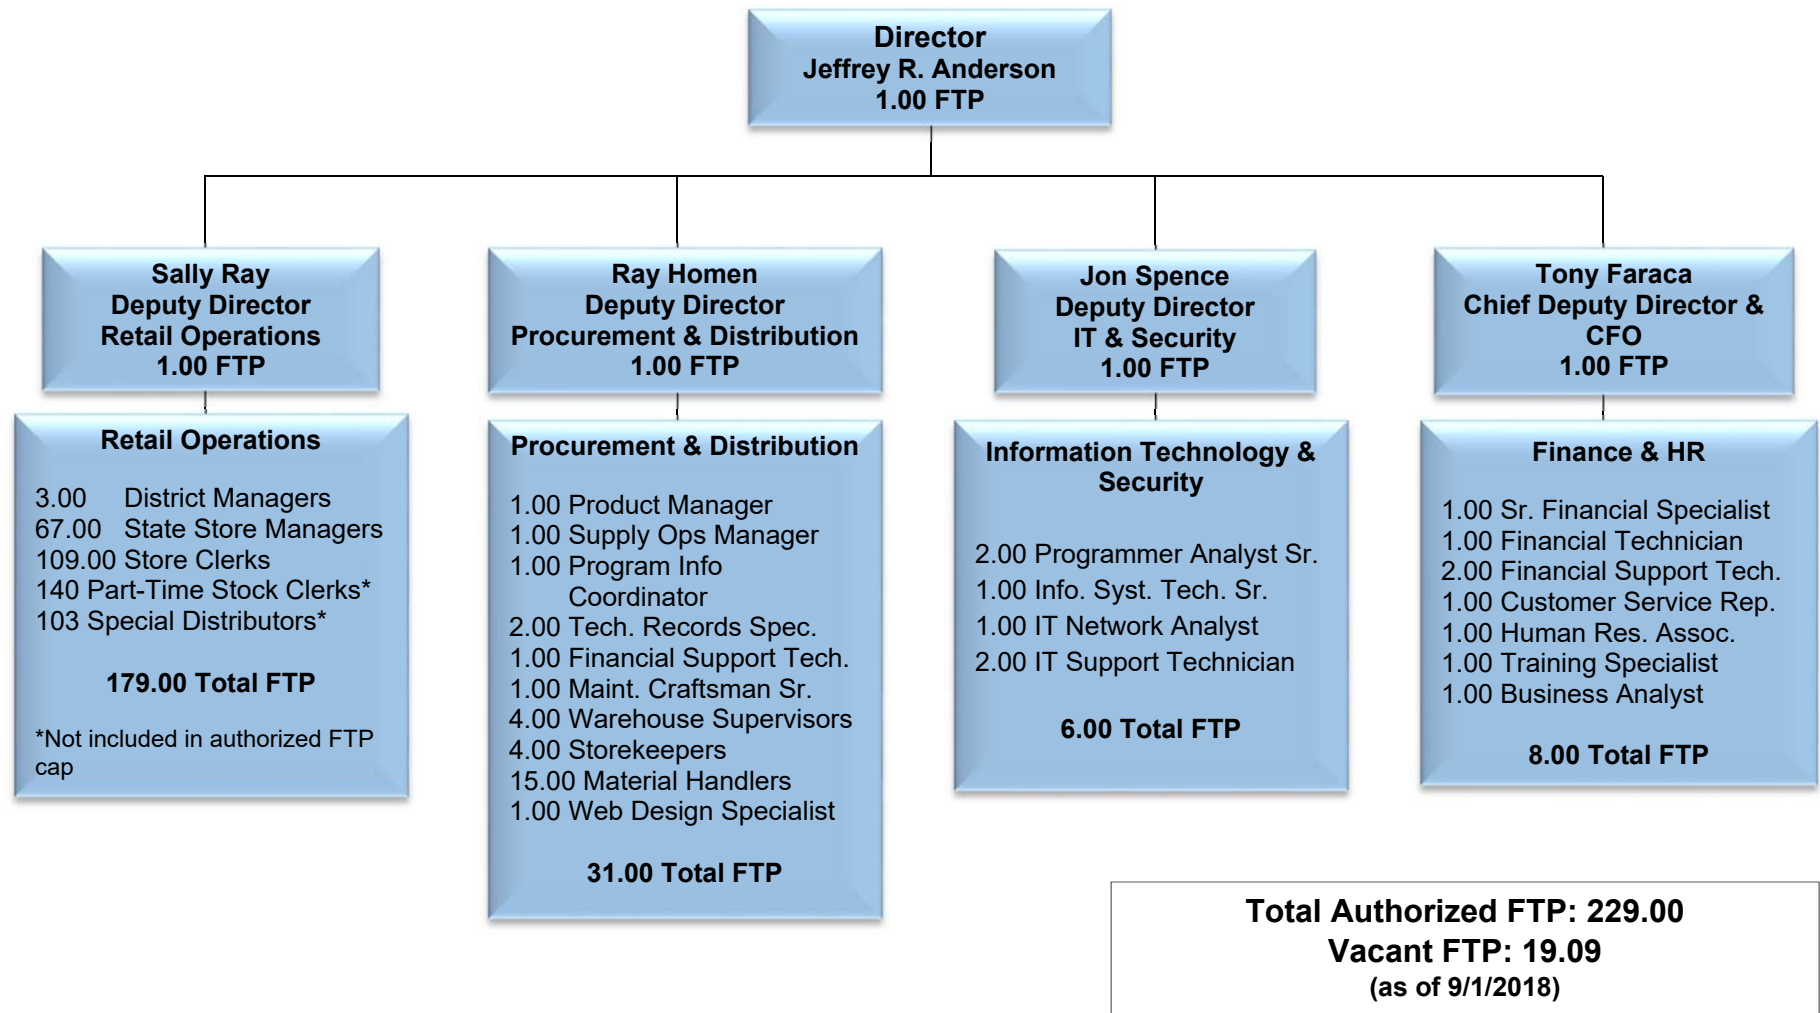 Director
Jeffrey R. Anderson
1.00 FTP
Sally Ray
Deputy Director
Retail Operations
1.00 FTP
Ray Homen
Deputy Director
Procurement & Distribution
1.00 FTP
Jon Spence
Deputy Director
IT & Security
1.00 FTP
Tony Faraca
Chief Deputy Director &
CFO
1.00 FTP
Retail Operations
3.00 District Managers
67.00 State Store Managers
109.00 Store Clerks
140 Part-Time Stock Clerks*
103 Special Distributors*
179.00 Total FTP
*Not included in authorized FTP
cap
Procurement & Distribution
1.00 Product Manager
1.00 Supply Ops Manager
1.00 Program Info
Coordinator
2.00 Tech. Records Spec.
1.00 Financial Support Tech.
1.00 Maint. Craftsman Sr.
4.00 Warehouse Supervisors
4.00 Storekeepers
15.00 Material Handlers
1.00 Web Design Specialist
31.00 Total FTP
Information Technology &
Security
2.00 Programmer Analyst Sr.
1.00 Info. Syst. Tech. Sr.
1.00 IT Network Analyst
2.00 IT Support Technician
6.00 Total FTP
Finance & HR
1.00 Sr. Financial Specialist
1.00 Financial Technician
2.00 Financial Support Tech.
1.00 Customer Service Rep.
1.00 Human Res. Assoc.
1.00 Training Specialist
1.00 Business Analyst
8.00 Total FTP
Total Authorized FTP: 229.00
Vacant FTP: 19.09
(as of 9/1/2018)